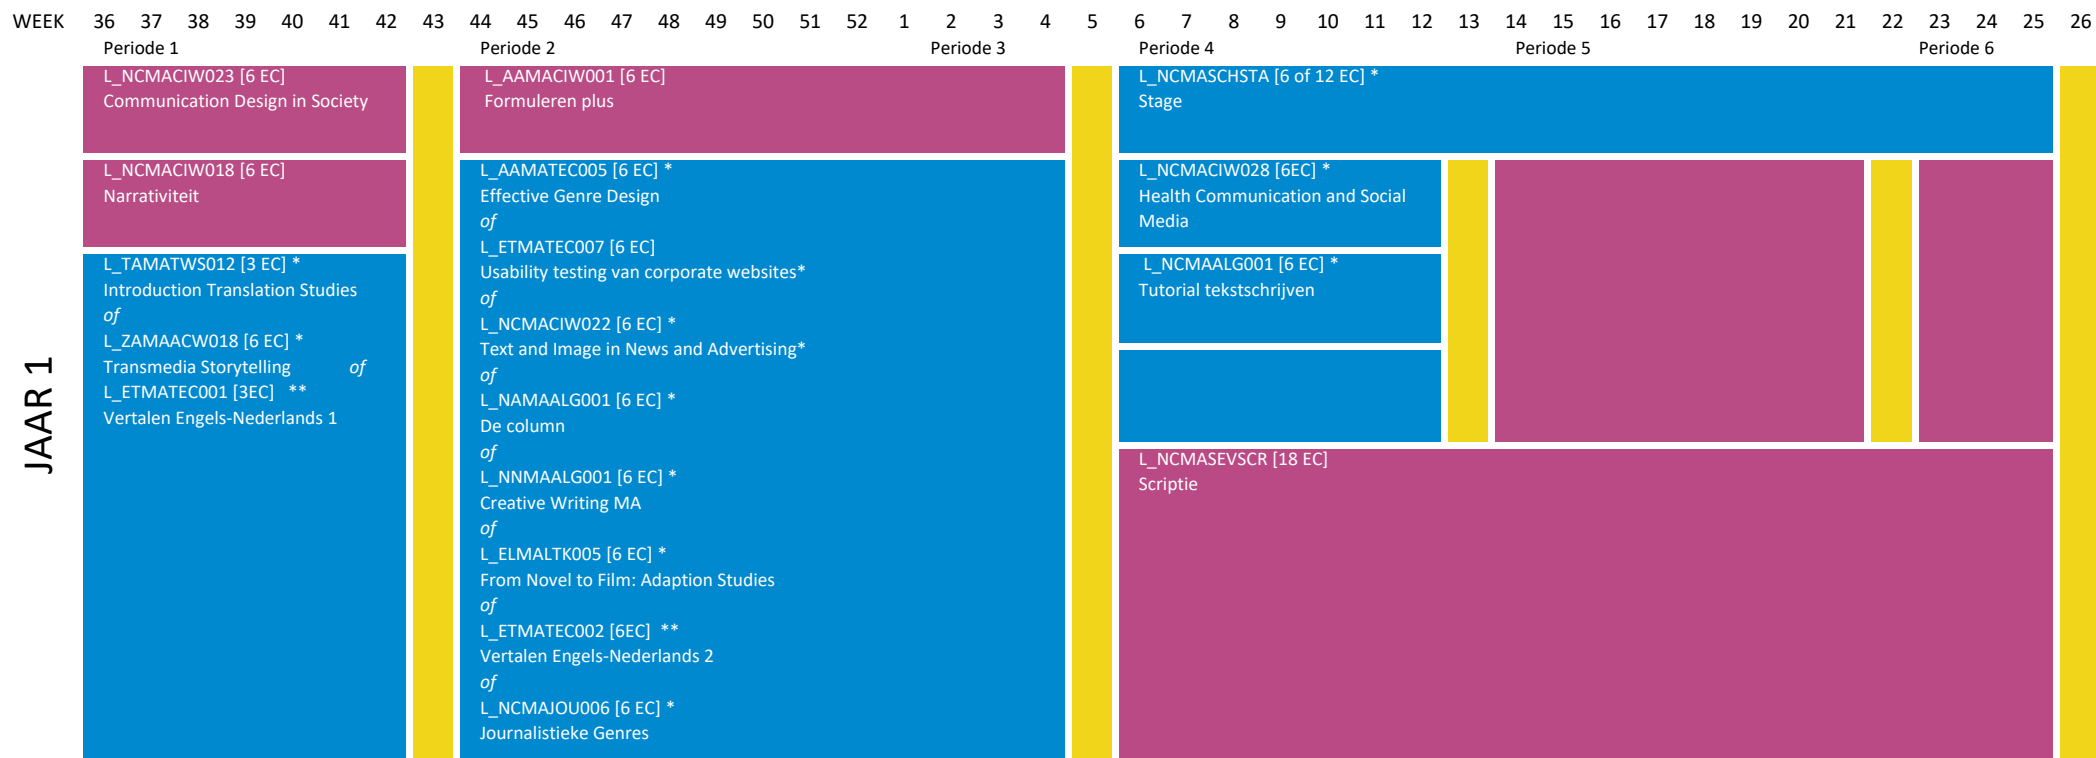 WEEK 36 37 38 39 40 41 42 43 44 45 46 47 48 49 50 51 52 1 2 3 4 5 6 7 8 9 10 11 12 13 14 15 16 17 18 19 20 21 22 23 24 25 26
Periode 1 Periode 2 Periode 3 Periode 4 Periode 5 Periode 6
JAAR 1
L_NCMACIW023 [6 EC]
Communication Design in Society
L_NCMACIW018 [6 EC]
Narrativiteit
L_TAMATWS012 [3 EC] *
Introduction Translation Studies
of
L_ZAMAACW018 [6 EC] *
Transmedia Storytelling of
L_ETMATEC001 [3EC] **
Vertalen Engels-Nederlands 1
L_AAMACIW001 [6 EC]
Formuleren plus
L_AAMATEC005 [6 EC] *
Effective Genre Design
of
L_ETMATEC007 [6 EC]
Usability testing van corporate websites*
of
L_NCMACIW022 [6 EC] *
Text and Image in News and Advertising*
of
L_NAMAALG001 [6 EC] *
De column
of
L_NNMAALG001 [6 EC] *
Creative Writing MA
of
L_ELMALTK005 [6 EC] *
From Novel to Film: Adaption Studies
of
L_ETMATEC002 [6EC] **
Vertalen Engels-Nederlands 2
of
L_NCMAJOU006 [6 EC] *
Journalistieke Genres
L_NCMASCHSTA [6 of 12 EC] *
Stage
L_NCMACIW028 [6EC] *
Health Communication and Social
Media
L_NCMAALG001 [6 EC] *
Tutorial tekstschrijven
L_NCMASEVSCR [18 EC]
Scriptie